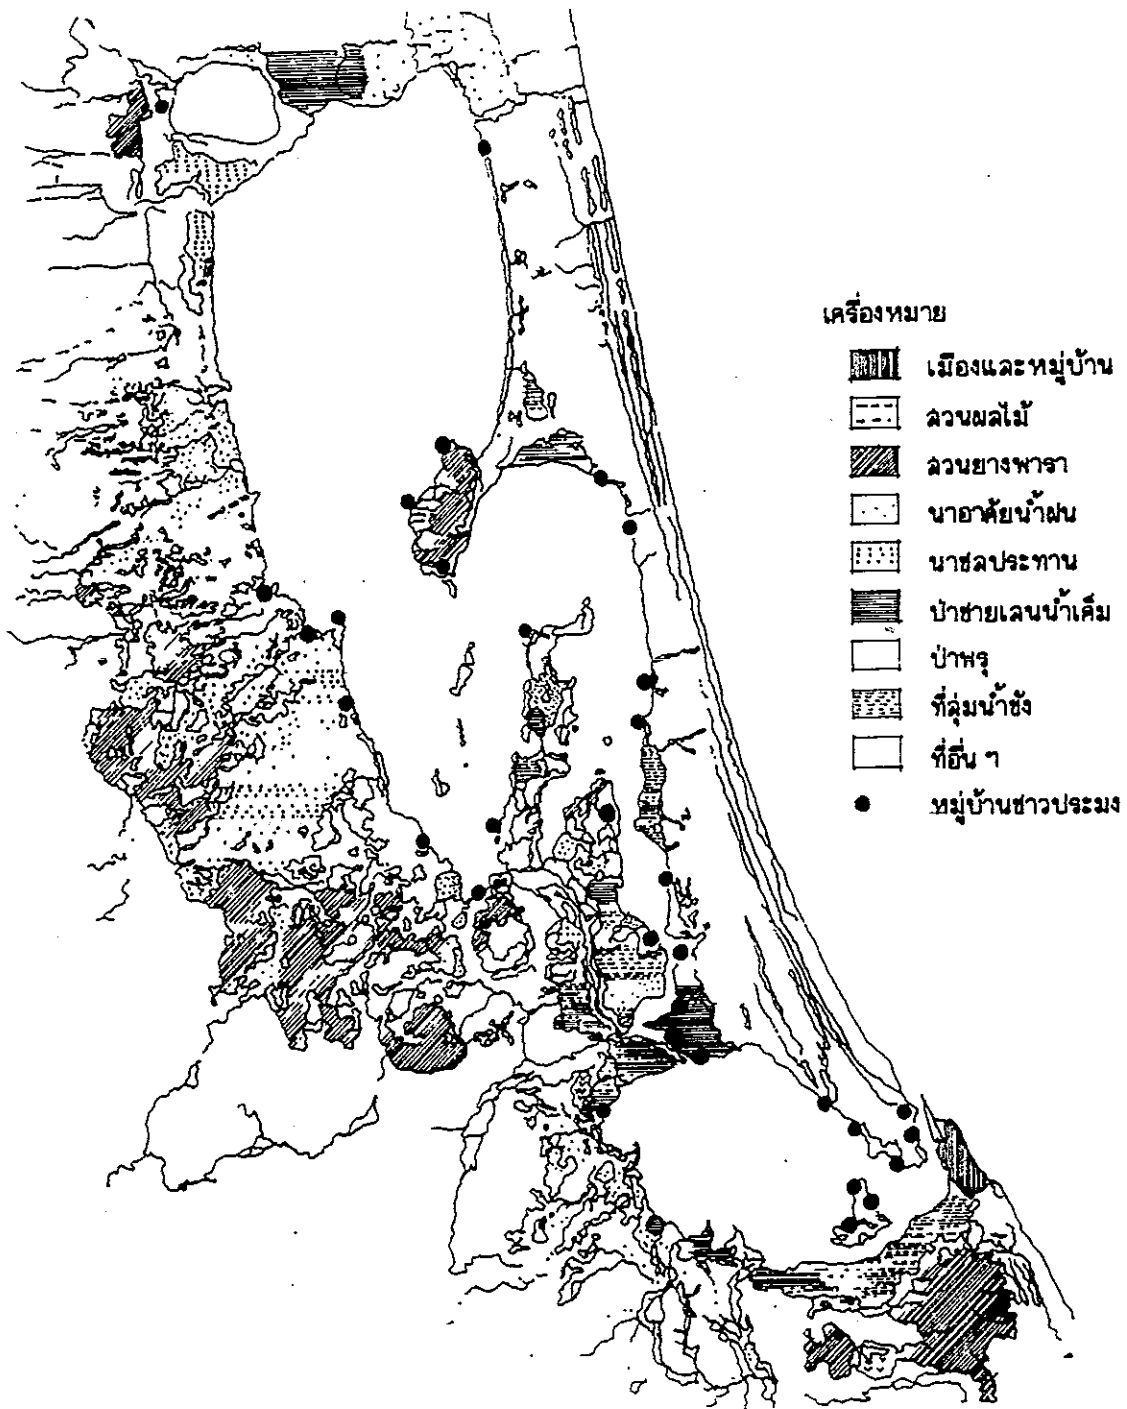 เครื่องหมาย
เมืองและหมู่บ้าน
สวนผลไม้
สวนยางพารา
นาอาศัยน้ำฝน
นาชลประทาน
ป่าชายเลนน้ำเค็ม
ป่าพรุ
ที่ลุ่มน้ำขัง
ที่อื่น ๆ
หมู่บ้านชาวประมง